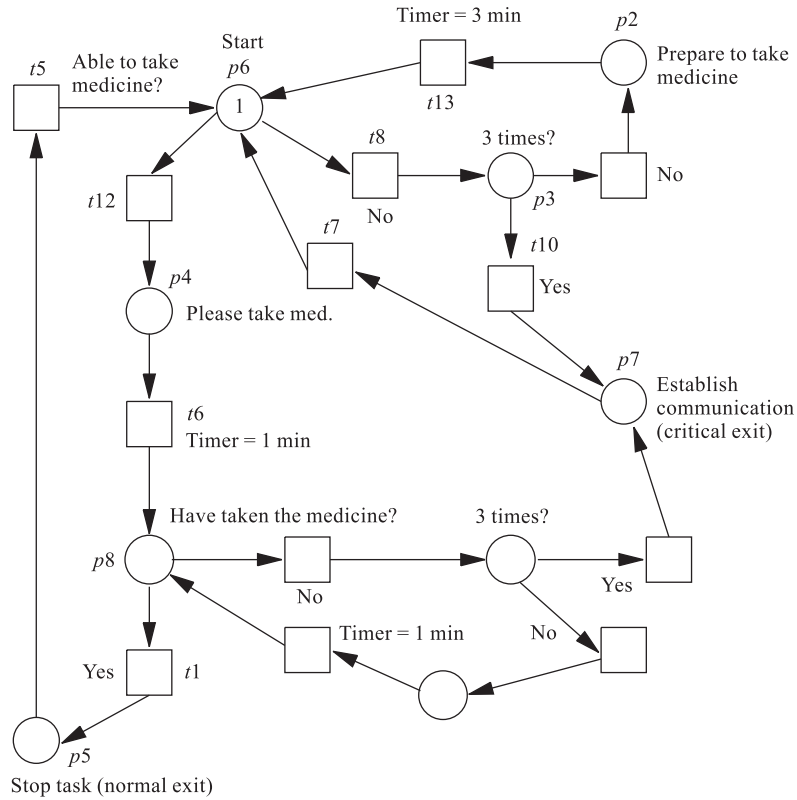 Timer = 3 min
p2
Start
p6
Able to take
medicine?
t5
Prepare to take
medicine
1
t13
t8
3 times?
No
t12
No
p3
t7
t10
Yes
p4
Please take med.
p7
Establish
communication
(critical exit)
t6
Timer = 1 min
Have taken the medicine?
3 times?
p8
No
Yes
Timer = 1 min
No
Yes
t1
p5
Stop task (normal exit)